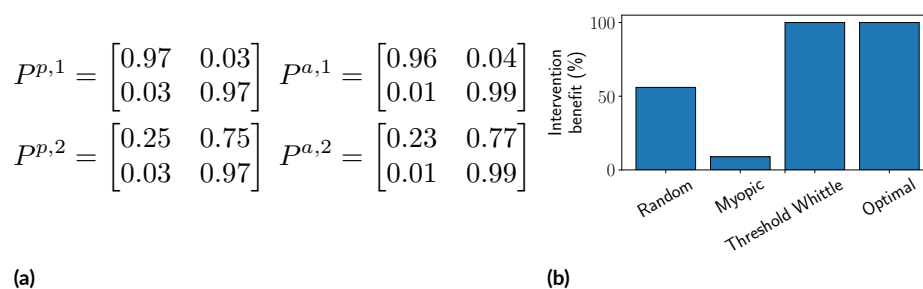 P^{p,1} = [0.97 0.03] P^{a,1} = [0.96 0.04]
[0.03 0.97] [0.01 0.99]
P^{p,2} = [0.25 0.75] P^{a,2} = [0.23 0.77]
[0.03 0.97] [0.01 0.99]
(a)
Intervention
benefit (%)
100
50
0
Random
Myopic
Threshold Whittle
Optimal
(b)